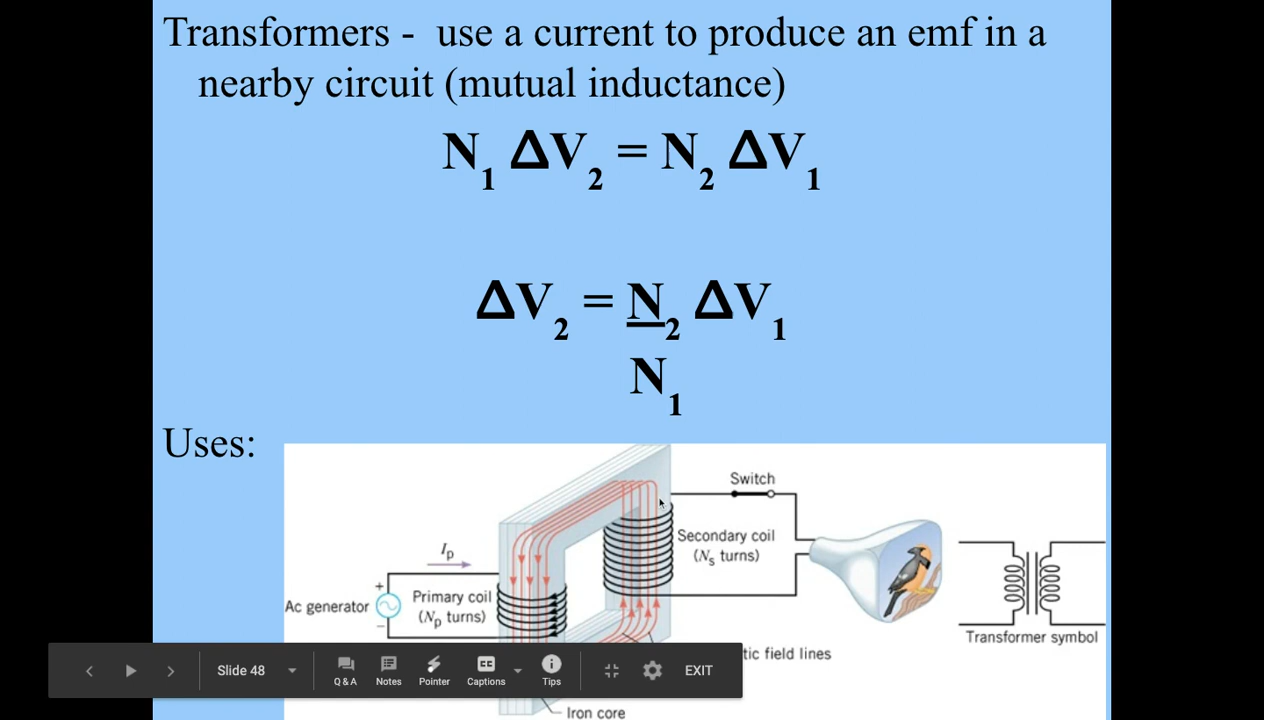 Transformers - use a current to produce an emf in a
nearby circuit (mutual inductance)
N₁ ΔV₂ = N₂ ΔV₁
ΔV₂ = N₂ ΔV₁
N₁
Uses:
Switch
Secondary coil
(Nₛ turns)
Iₚ
+
Ac generator
Primary coil
(Nₚ turns)
−
Transformer symbol
tic field lines
Iron core
Slide 48
Q & A
Notes
Pointer
CC
Captions
Tips
EXIT